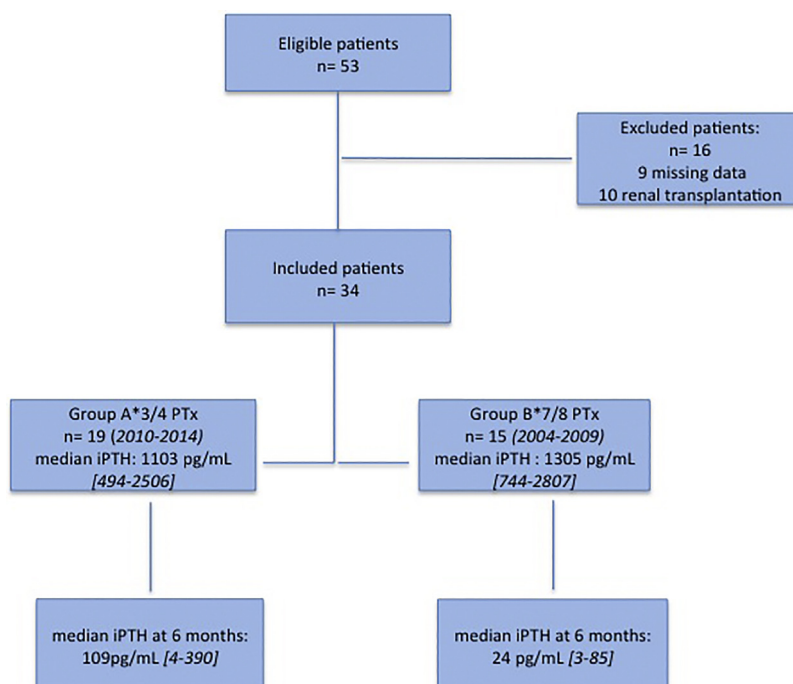 Eligible patients
n= 53
Excluded patients:
n= 16
9 missing data
10 renal transplantation
Included patients
n= 34
Group A*3/4 PTx
n= 19 (2010-2014)
median iPTH: 1103 pg/mL
[494-2506]
Group B*7/8 PTx
n= 15 (2004-2009)
median iPTH : 1305 pg/mL
[744-2807]
median iPTH at 6 months:
109pg/mL [4-390]
median iPTH at 6 months:
24 pg/mL [3-85]